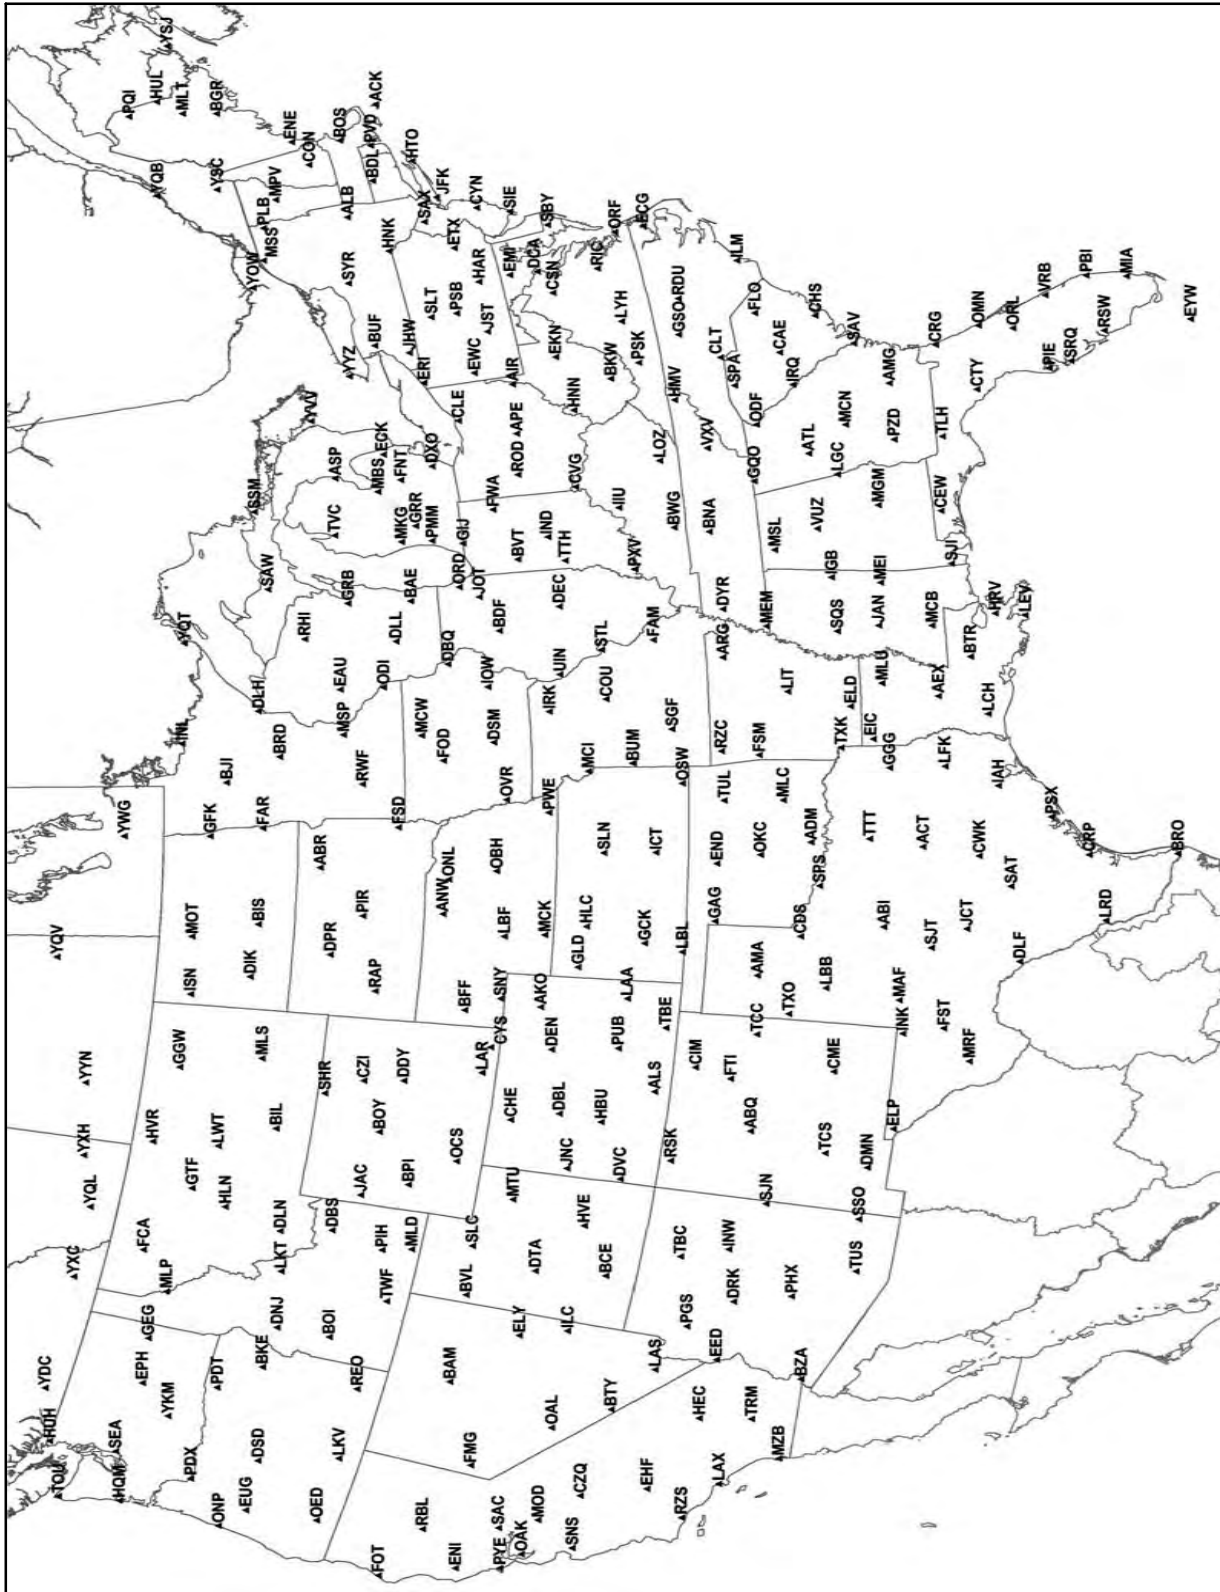 YDC
YXC
YQL
YXH
YYN
YQV
YWG
HUH
TOU
HQM
SEA
EPH
GEG
MLP
FCA
GTF
HVR
GGW
ISN
MOT
GFK
BJI
INL
YQT
YKM
PDX
PDT
HLN
LWT
MLS
DIK
BIS
FAR
DLH
BRD
SAW
SSM
YVV
ONP
EUG
DSD
BKE
DNJ
LKT
DLN
BIL
SHR
DPR
ABR
PIR
RAP
MSP
EAU
RHI
GRB
TVC
ASP
OED
LKV
REO
BOI
DBS
JAC
BOY
CZI
DDY
FSD
RWF
ODI
DLL
BAE
MKG
GRR
PMM
MBS
FNT
ECK
DXO
FOT
RBL
TWF
PIH
MLD
BPI
OCS
LAR
CYS
BFF
SNY
ANW
ONL
LBF
OBH
FOD
MCW
DSM
OVR
DBQ
IOW
ORD
JOT
GIJ
BDF
ENI
FMG
BAM
BVL
SLC
MTU
CHE
AKO
MCK
PWE
IRK
UIN
DEC
BVT
FWA
IND
TTH
ROD
APE
CLE
PYE
SAC
OAK
MOD
SNS
CZQ
OAL
ELY
ILC
DTA
HVE
BCE
JNC
DBL
HBU
DVC
DEN
PUB
ALS
TBE
LAA
GLD
HLC
GCK
LBL
SLN
ICT
MCI
BUM
COU
STL
FAM
SGF
OSW
PXV
IIU
CVG
LOZ
BWG
HNN
BKW
EKN
PSK
LYH
BTY
LAS
EHF
RZS
LAX
HEC
TRM
MZB
BZA
EED
PGS
TBC
DRK
INW
PHX
TUS
SSO
SJN
RSK
ABQ
FTI
CIM
TCC
TXO
TCS
DMN
CME
ELP
INK
MAF
FST
MRF
AMA
LBB
GAG
CDS
END
OKC
ADM
SPS
TUL
MLC
RZC
FSM
TXK
ARG
LIT
ELD
DYR
MEM
BNA
MSL
VUZ
GQO
VXV
HMV
ODF
SPA
CLT
GSO
RDU
FLO
CAE
IRQ
ILM
CHS
SAV
ABI
SJT
JCT
DLF
TTT
ACT
CWK
SAT
LRD
CRP
BRO
PSX
IAH
LFK
GGG
EIC
MLU
AEX
LCH
BTR
MCB
JAN
SQS
IGB
MEI
HRV
LEV
SJI
CEW
MGM
LGC
ATL
MCN
PZD
TLH
AMG
CRG
CTY
OMN
ORL
PIE
SRQ
RSW
VRB
PBI
MIA
EYW
YOW
MSS
PLB
MPV
YSC
YQB
PQI
HUL
MLT
BGR
YSJ
ENE
CON
BOS
ACK
PVD
BDL
ALB
SYR
YYZ
BUF
JHW
ERI
HNK
SAX
HTO
JFK
CYN
ETX
SLT
PSB
EWC
JST
HAR
AIR
EMI
SIE
SBY
DCA
CSN
RIC
ORF
ECG